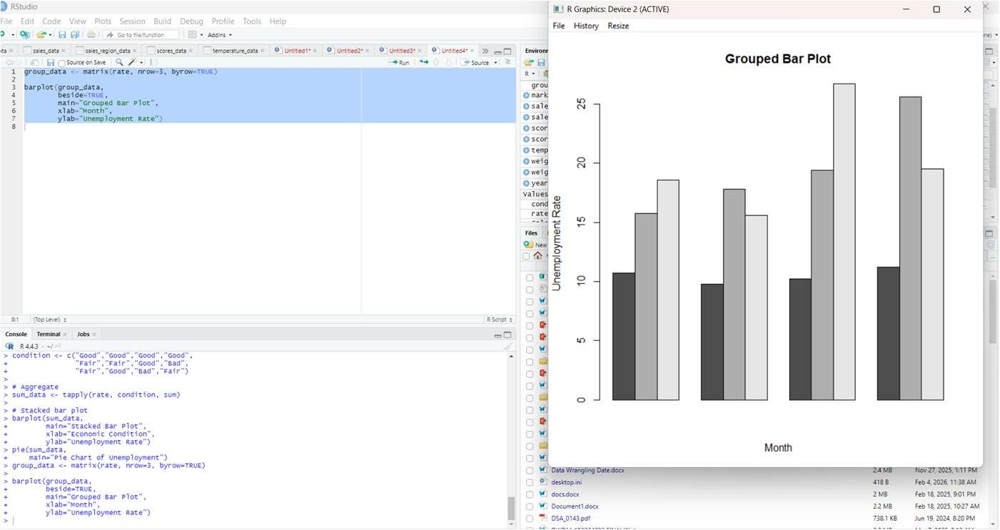 RStudio
File Edit Code View Plots Session Build Debug Profile Tools Help
Go to file/function
Addins
sales_data
sales_region_data
scores_data
temperature_data
Untitled1*
Untitled2*
Untitled3*
Untitled4*
Source on Save
Run
Source
1 group_data <- matrix(rate, nrow=3, byrow=TRUE)
2
3 barplot(group_data,
4 beside=TRUE,
5 main="Grouped Bar Plot",
6 xlab="Month",
7 ylab="Unemployment Rate")
8
8:1 (Top Level) R Script
Console Terminal Jobs
R 4.4.3 · ~/
> condition <- c("Good","Good","Good","Good",
+ "Fair","Fair","Good","Bad",
+ "Fair","Good","Bad","Fair")
>
> # Aggregate
> sum_data <- tapply(rate, condition, sum)
>
> # Stacked bar plot
> barplot(sum_data,
+ main="Stacked Bar Plot",
+ xlab="Economic Condition",
+ ylab="Unemployment Rate")
> pie(sum_data,
+ main="Pie Chart of Unemployment")
> group_data <- matrix(rate, nrow=3, byrow=TRUE)
>
> barplot(group_data,
+ beside=TRUE,
+ main="Grouped Bar Plot",
+ xlab="Month",
+ ylab="Unemployment Rate")
>
Environ
R
grou
mark
sale
sale
scor
scor
temp
weig
weig
year
values
cond
rate
Files
New
R Graphics: Device 2 (ACTIVE)
File History Resize
Grouped Bar Plot
Unemployment Rate
25
20
15
10
5
0
Month
Data Wrangling Date.docx 2.4 MB Nov 27, 2025, 1:11 PM
desktop.ini 418 B Feb 4, 2026, 11:38 AM
docs.docx 2 MB Feb 18, 2025, 9:01 PM
Document1.docx 2.2 MB Feb 18, 2025, 10:27 AM
DSA_0143.pdf 738.1 KB Jun 19, 2024, 8:20 PM